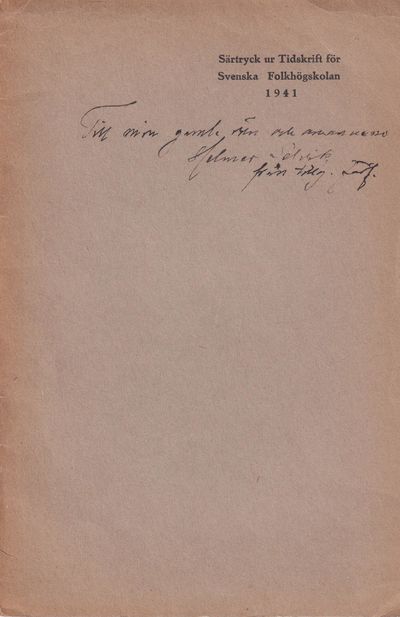 Särtryck ur Tidskrift för
Svenska Folkhögskolan
1941
Till min gamle vän och
Helmer
från